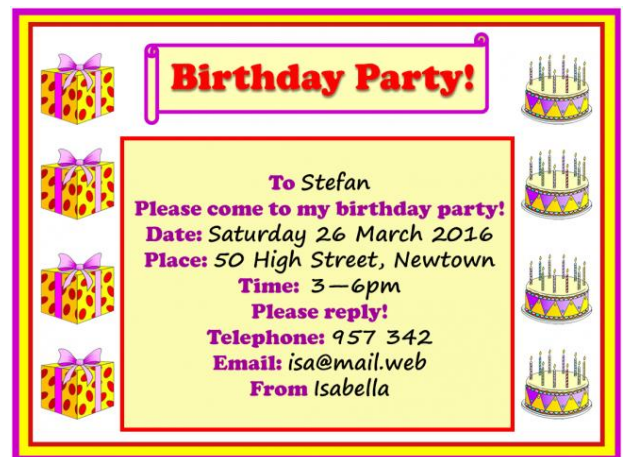 Birthday Party!
To Stefan
Please come to my birthday party!
Date: Saturday 26 March 2016
Place: 50 High Street, Newtown
Time: 3—6pm
Please reply!
Telephone: 957 342
Email: isa@mail.web
From Isabella